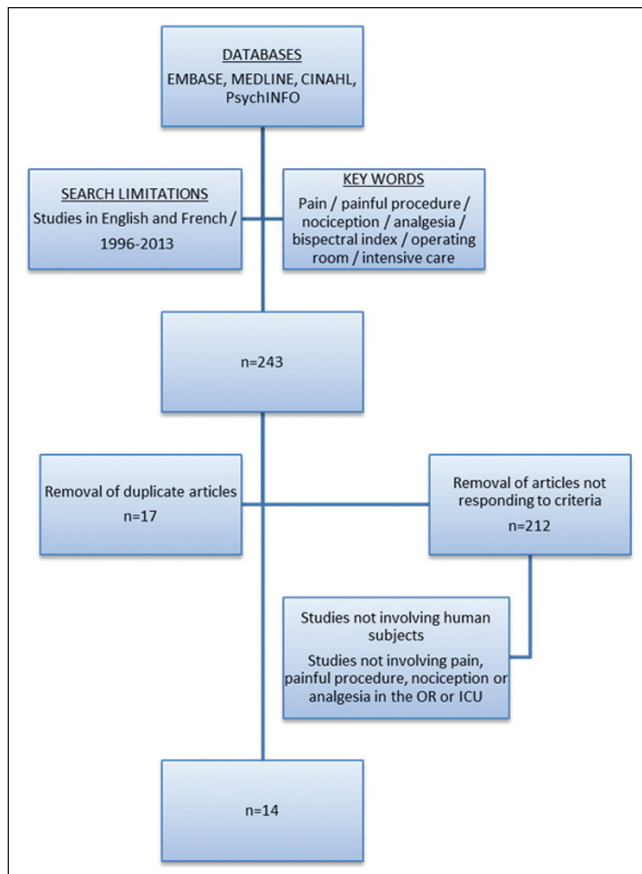 DATABASES
EMBASE, MEDLINE, CINAHL,
PsychINFO
SEARCH LIMITATIONS
Studies in English and French /
1996-2013
KEY WORDS
Pain / painful procedure /
nociception / analgesia /
bispectral index / operating
room / intensive care
n=243
Removal of duplicate articles
n=17
Removal of articles not
responding to criteria
n=212
Studies not involving human
subjects
Studies not involving pain,
painful procedure, nociception or
analgesia in the OR or ICU
n=14